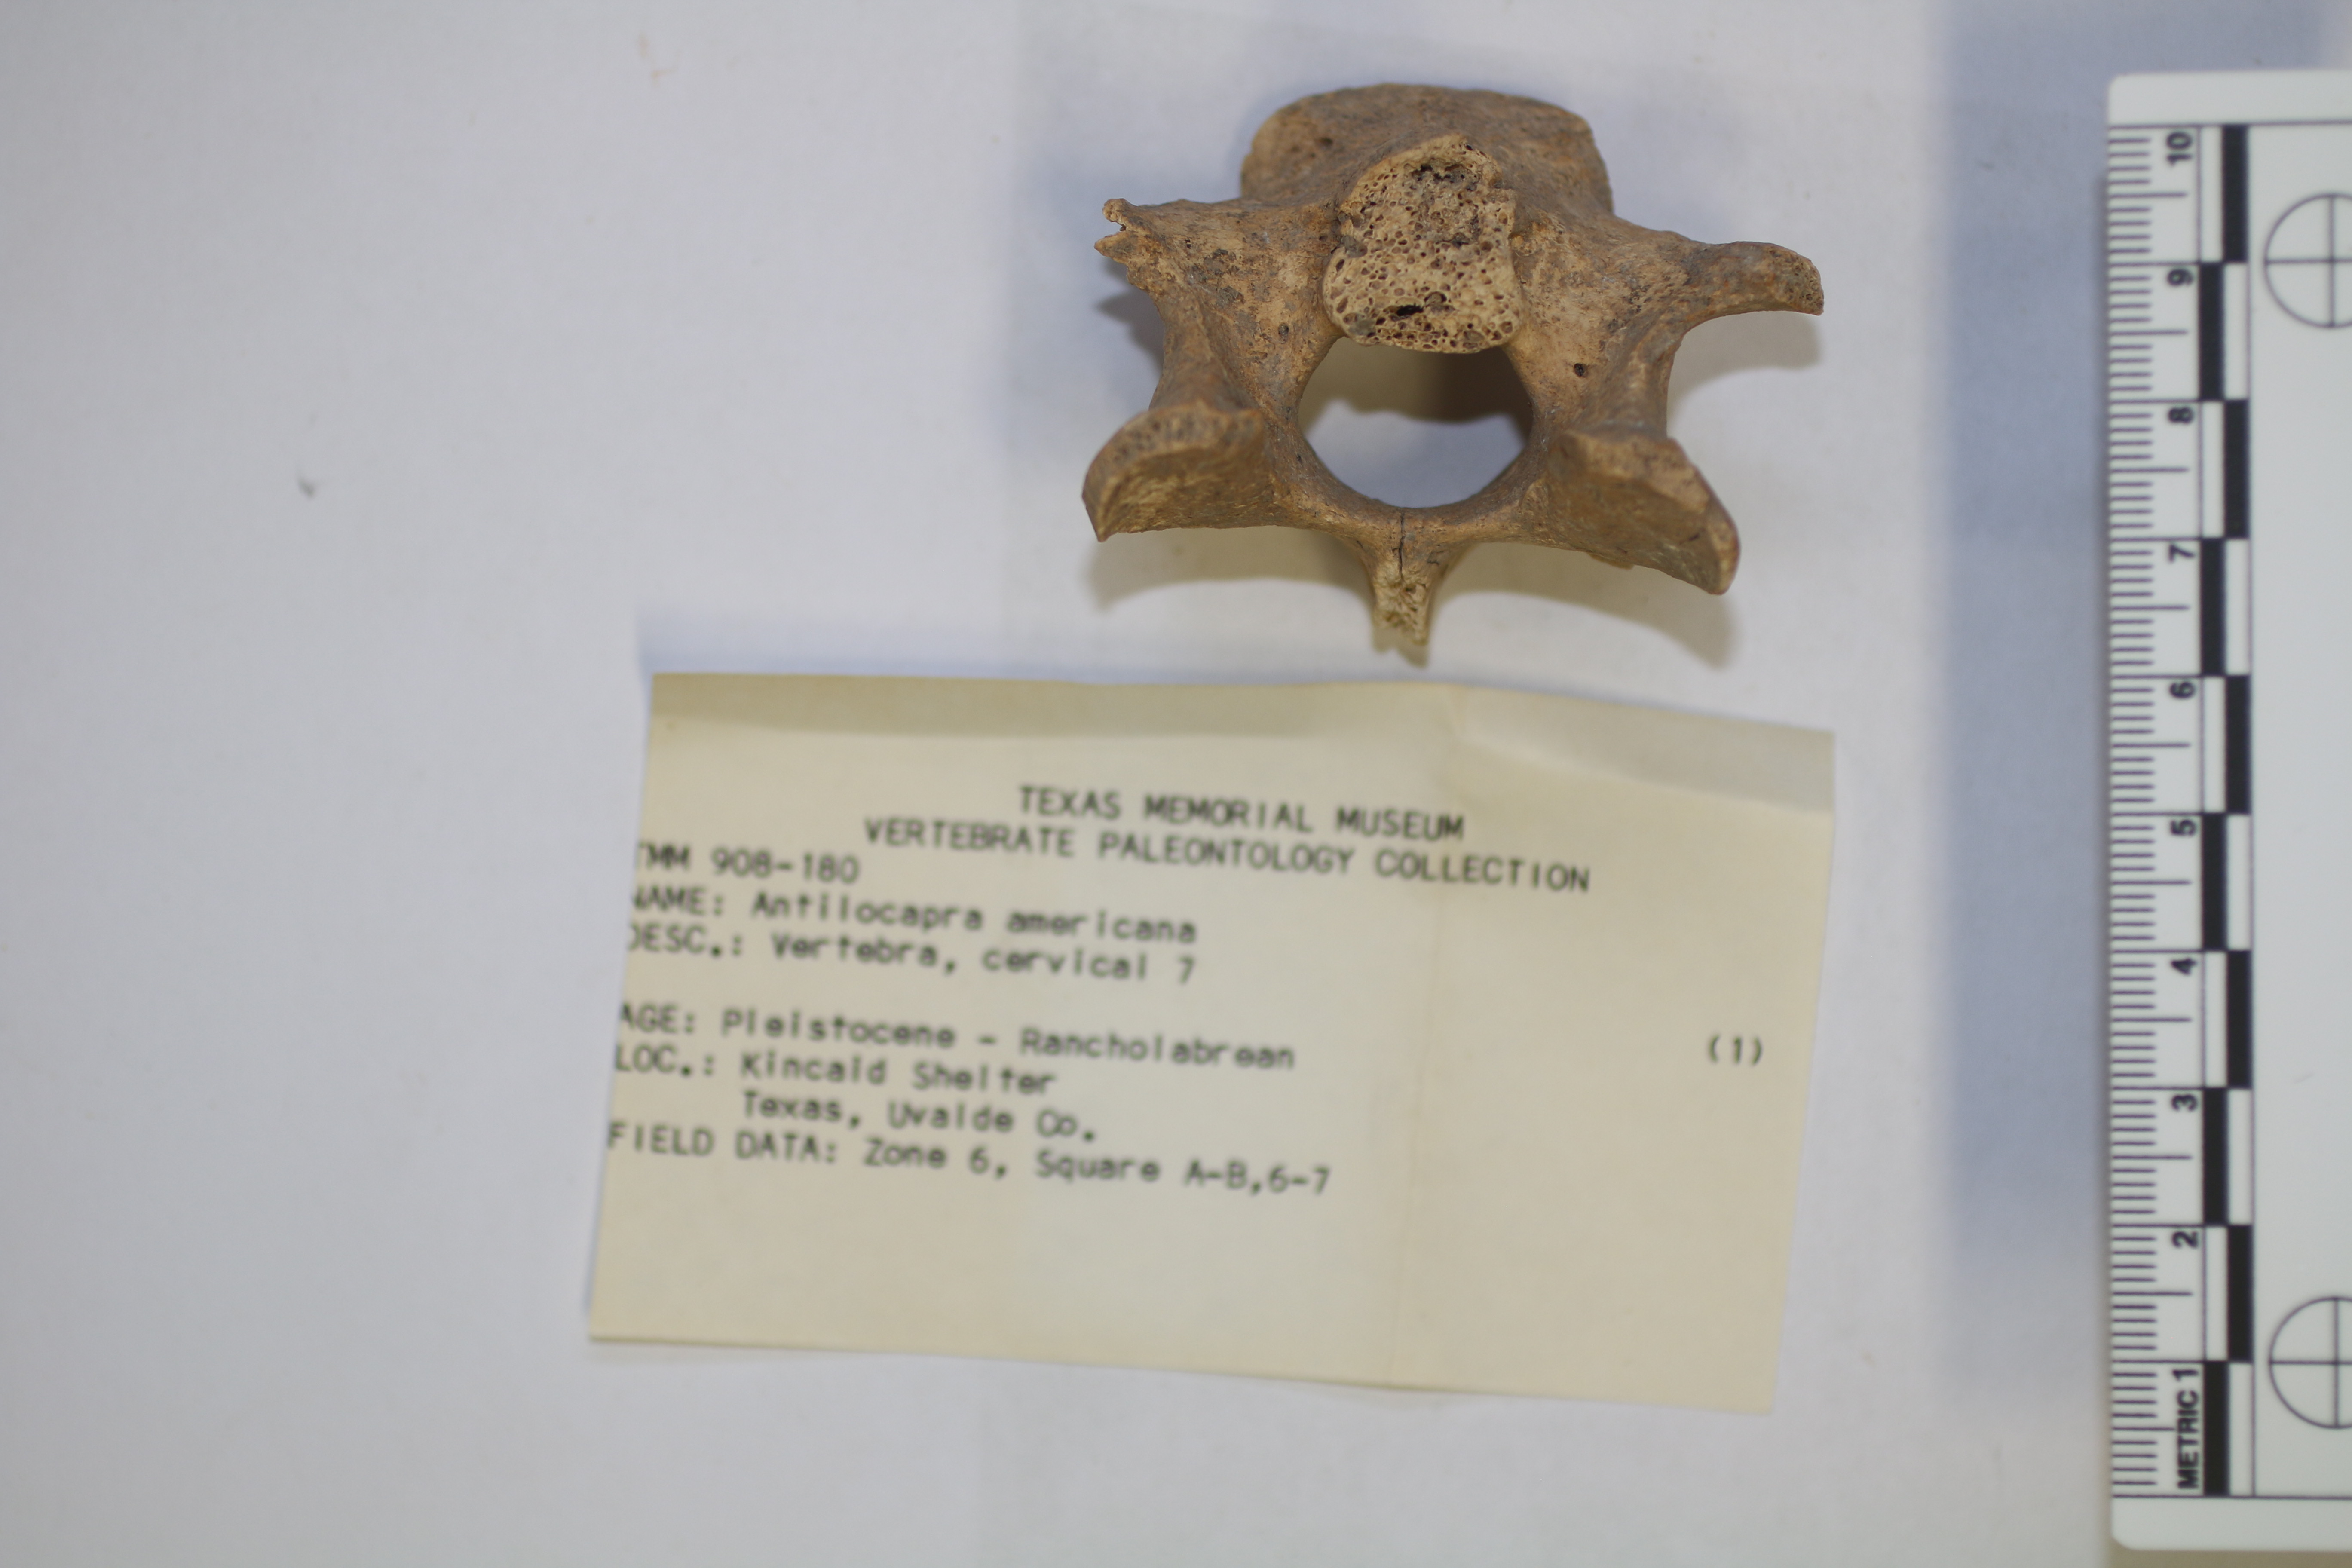 TEXAS MEMORIAL MUSEUM
VERTEBRATE PALEONTOLOGY COLLECTION
TMM 908-180
NAME: Antilocapra americana
DESC.: Vertebra, cervical 7
AGE: Pleistocene - Rancholabrean (1)
LOC.: Kincaid Shelter
Texas, Uvalde Co.
FIELD DATA: Zone 6, Square A-B,6-7
10
9
8
7
6
5
4
3
2
METRIC 1